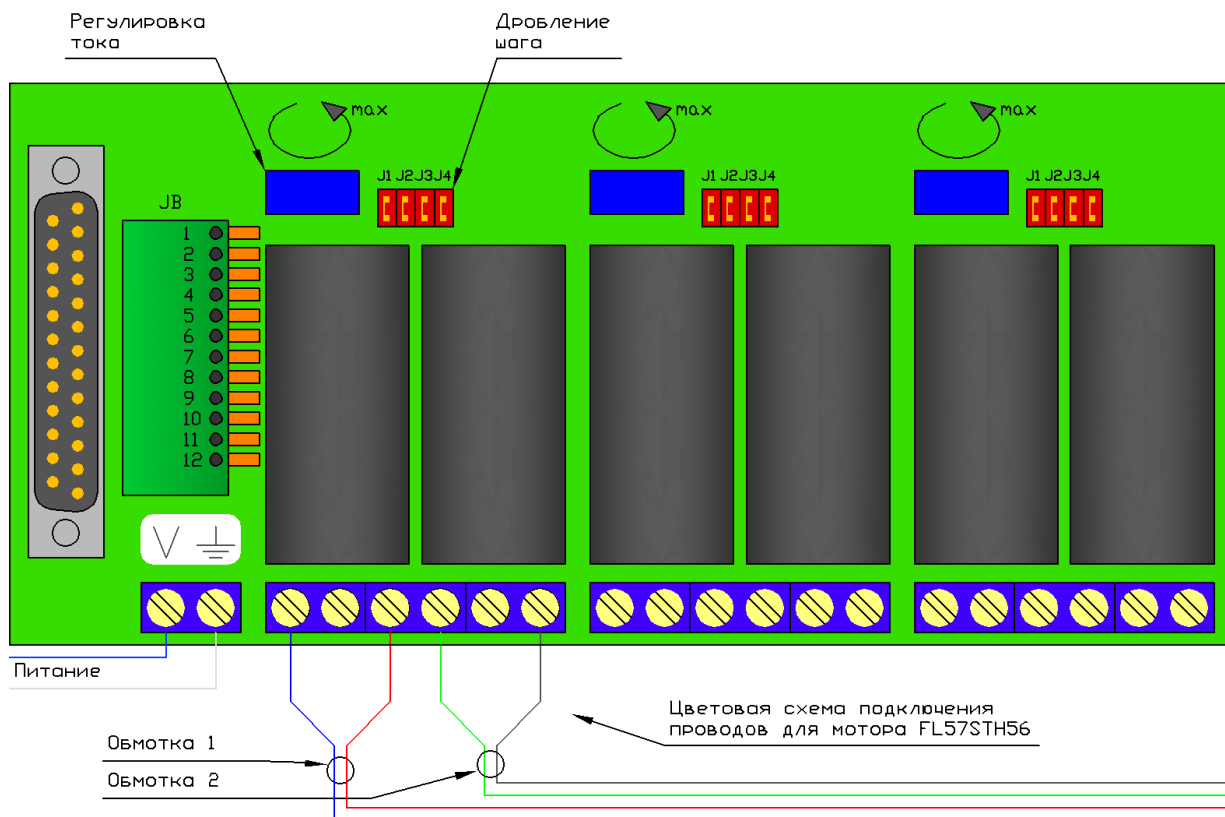 Регулировка
тока
Дробление
шага
max
max
max
J1 J2 J3 J4
J1 J2 J3 J4
J1 J2 J3 J4
JB
1
2
3
4
5
6
7
8
9
10
11
12
V
Питание
Цветовая схема подключения
проводов для мотора FL57STH56
Обмотка 1
Обмотка 2